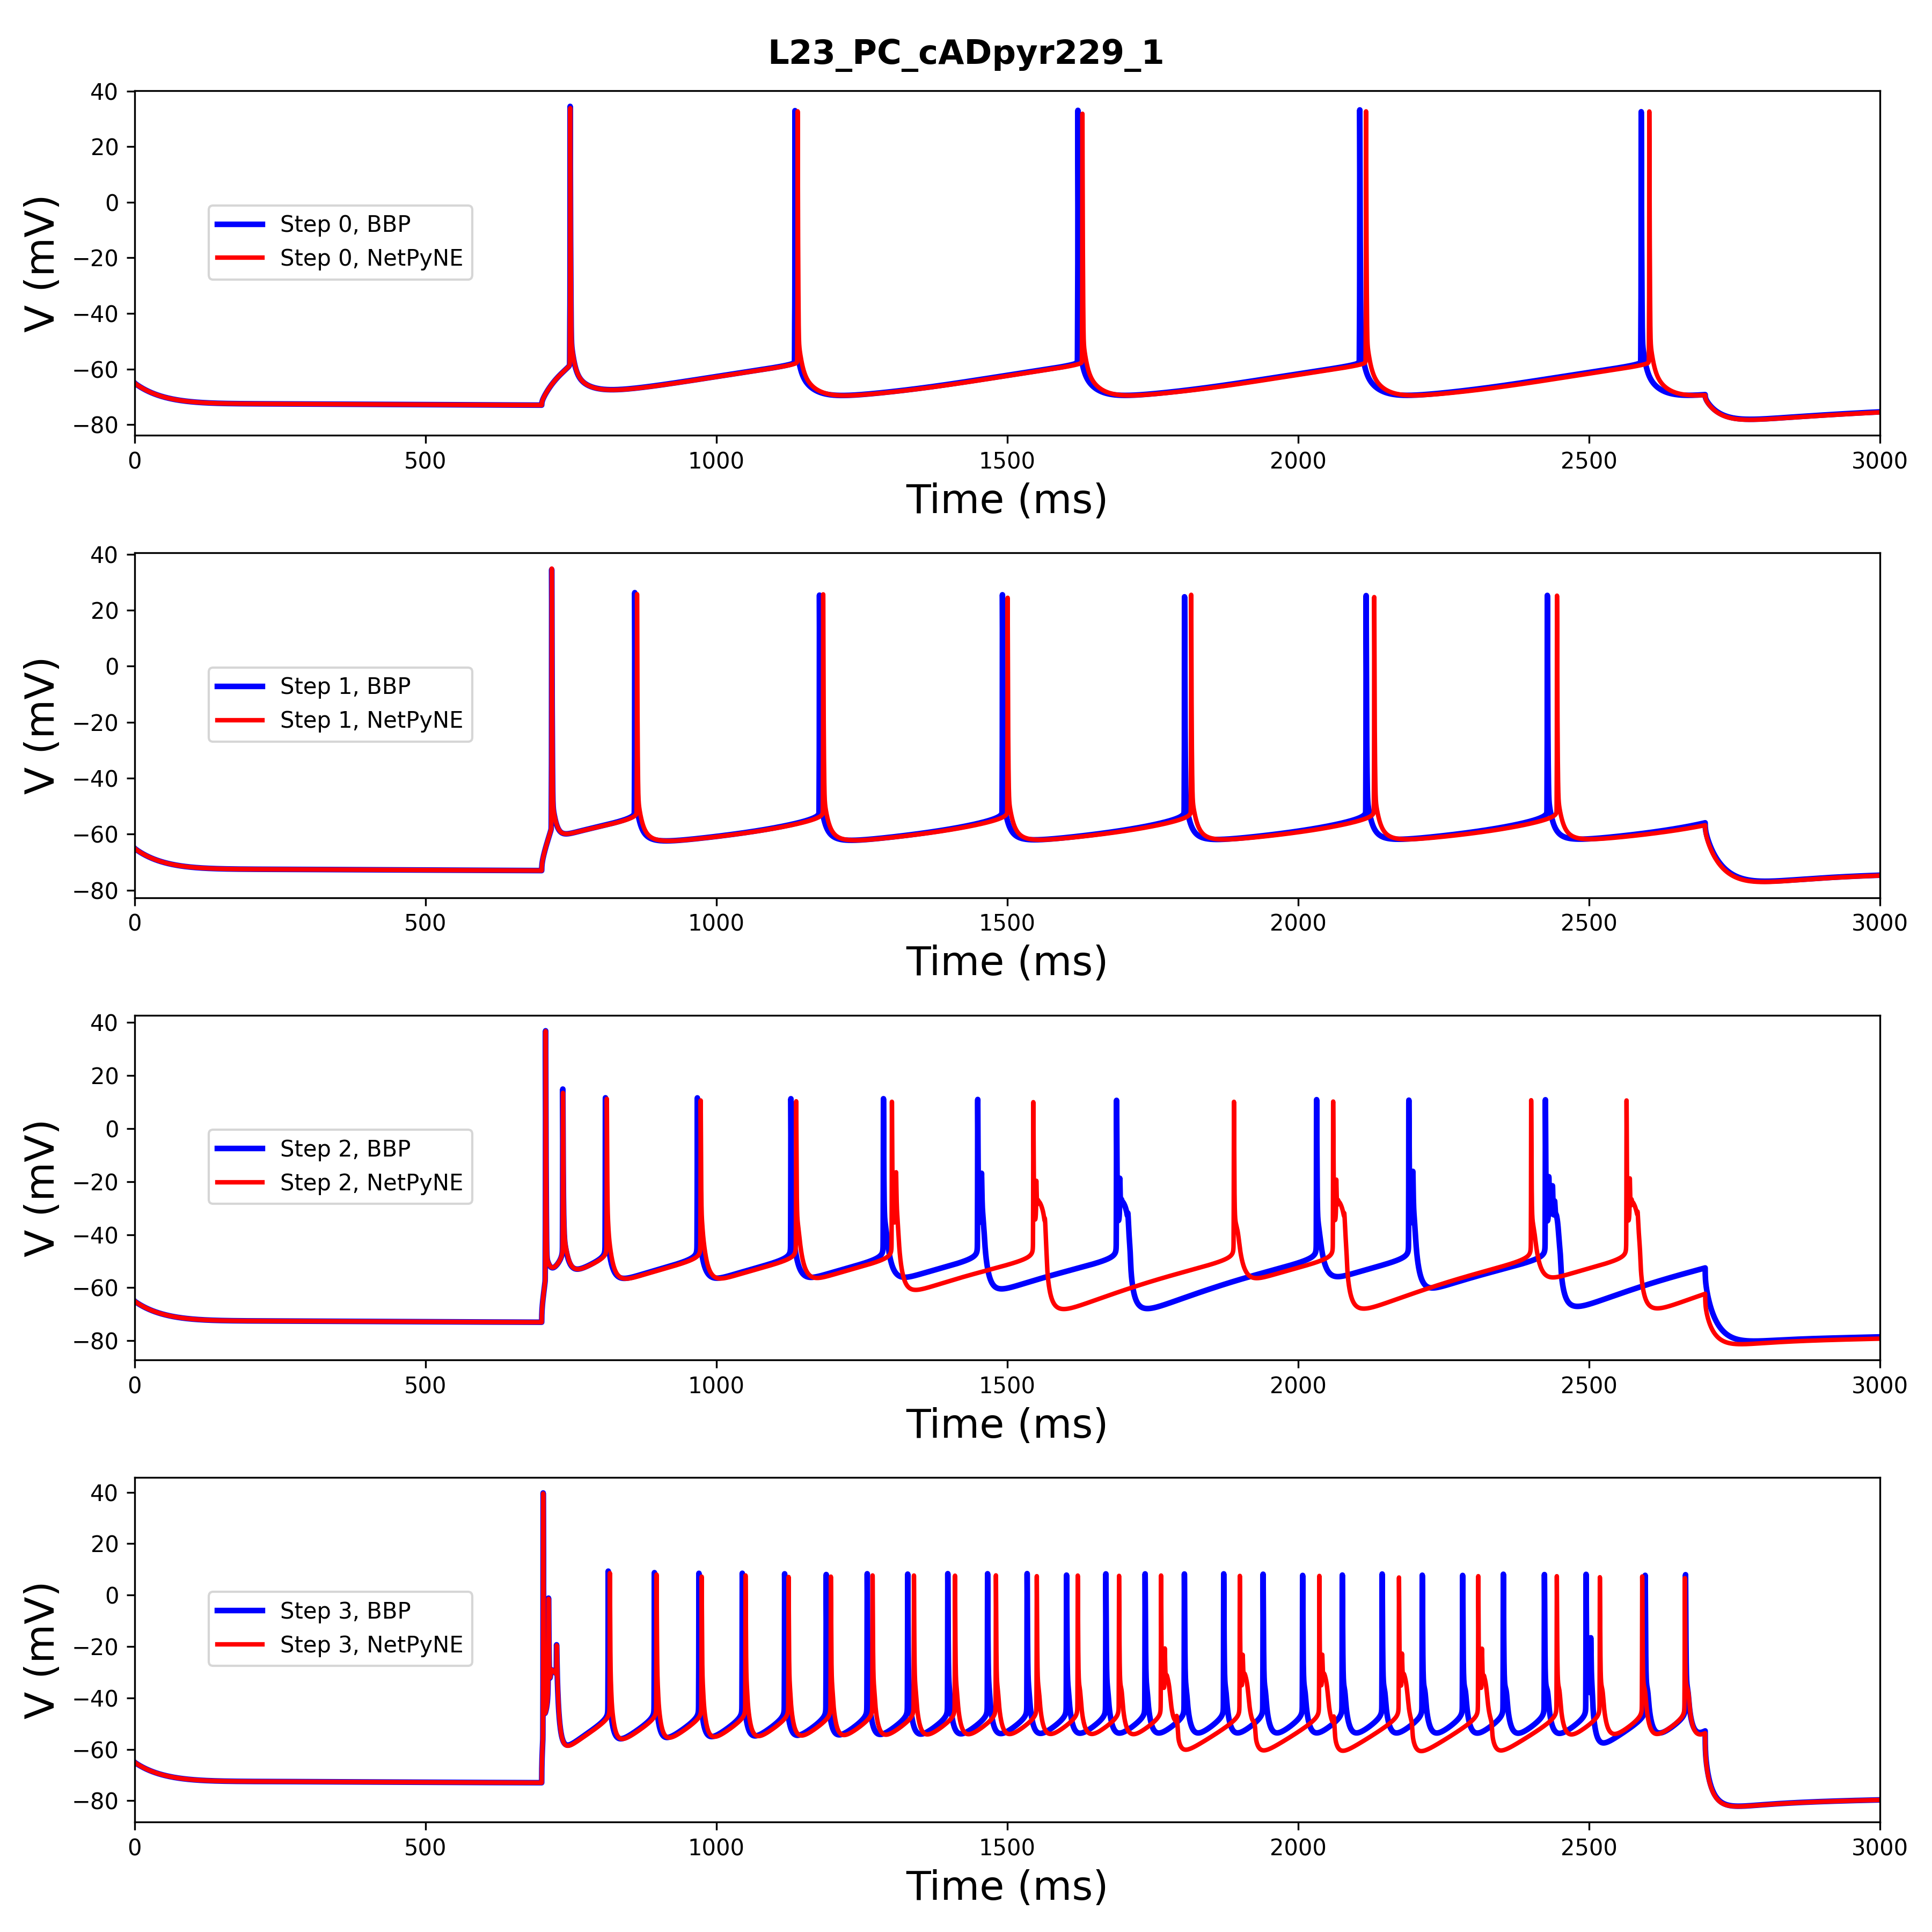 L23_PC_cADpyr229_1
40
20
0
−20
−40
−60
−80
V (mV)
Step 0, BBP
Step 0, NetPyNE
0 500 1000 1500 2000 2500 3000
Time (ms)
40
20
0
−20
−40
−60
−80
V (mV)
Step 1, BBP
Step 1, NetPyNE
0 500 1000 1500 2000 2500 3000
Time (ms)
40
20
0
−20
−40
−60
−80
V (mV)
Step 2, BBP
Step 2, NetPyNE
0 500 1000 1500 2000 2500 3000
Time (ms)
40
20
0
−20
−40
−60
−80
V (mV)
Step 3, BBP
Step 3, NetPyNE
0 500 1000 1500 2000 2500 3000
Time (ms)